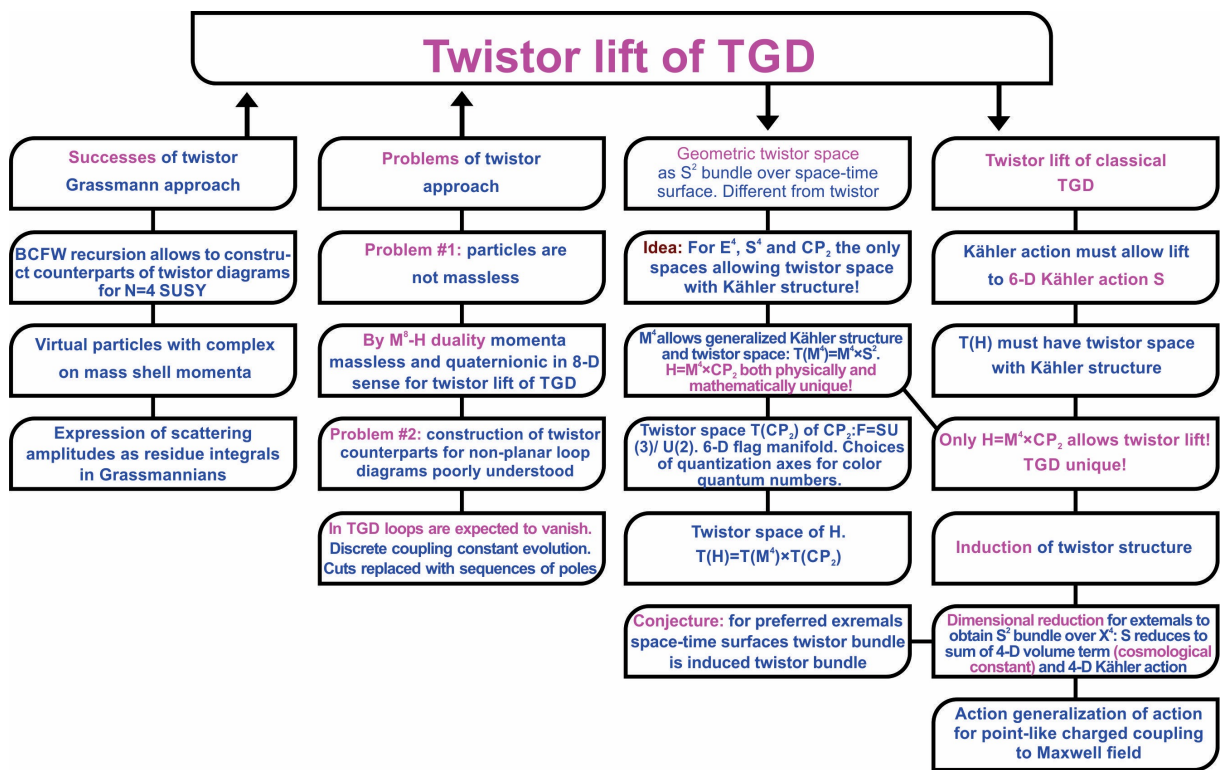 Twistor lift of TGD
Successes of twistor
Grassmann approach
BCFW recursion allows to constru-
ct counterparts of twistor diagrams
for N=4 SUSY
Virtual particles with complex
on mass shell momenta
Expression of scattering
amplitudes as residue integrals
in Grassmannians
Problems of twistor
approach
Problem #1: particles are
not massless
By M⁸-H duality momenta
massless and quaternionic in 8-D
sense for twistor lift of TGD
Problem #2: construction of twistor
counterparts for non-planar loop
diagrams poorly understood
In TGD loops are expected to vanish.
Discrete coupling constant evolution.
Cuts replaced with sequences of poles
Geometric twistor space
as S² bundle over space-time
surface. Different from twistor
Idea: For E⁴, S⁴ and CP₂ the only
spaces allowing twistor space
with Kähler structure!
M⁴allows generalized Kähler structure
and twistor space: T(M⁴)=M⁴×S².
H=M⁴×CP₂ both physically and
mathematically unique!
Twistor space T(CP₂) of CP₂:F=SU
(3)/ U(2). 6-D flag manifold. Choices
of quantization axes for color
quantum numbers.
Twistor space of H.
T(H)=T(M⁴)×T(CP₂)
Conjecture: for preferred exremals
space-time surfaces twistor bundle
is induced twistor bundle
Twistor lift of classical
TGD
Kähler action must allow lift
to 6-D Kähler action S
T(H) must have twistor space
with Kähler structure
Only H=M⁴×CP₂ allows twistor lift!
TGD unique!
Induction of twistor structure
Dimensional reduction for extemals to
obtain S² bundle over X⁴: S reduces to
sum of 4-D volume term (cosmological
constant) and 4-D Kähler action
Action generalization of action
for point-like charged coupling
to Maxwell field